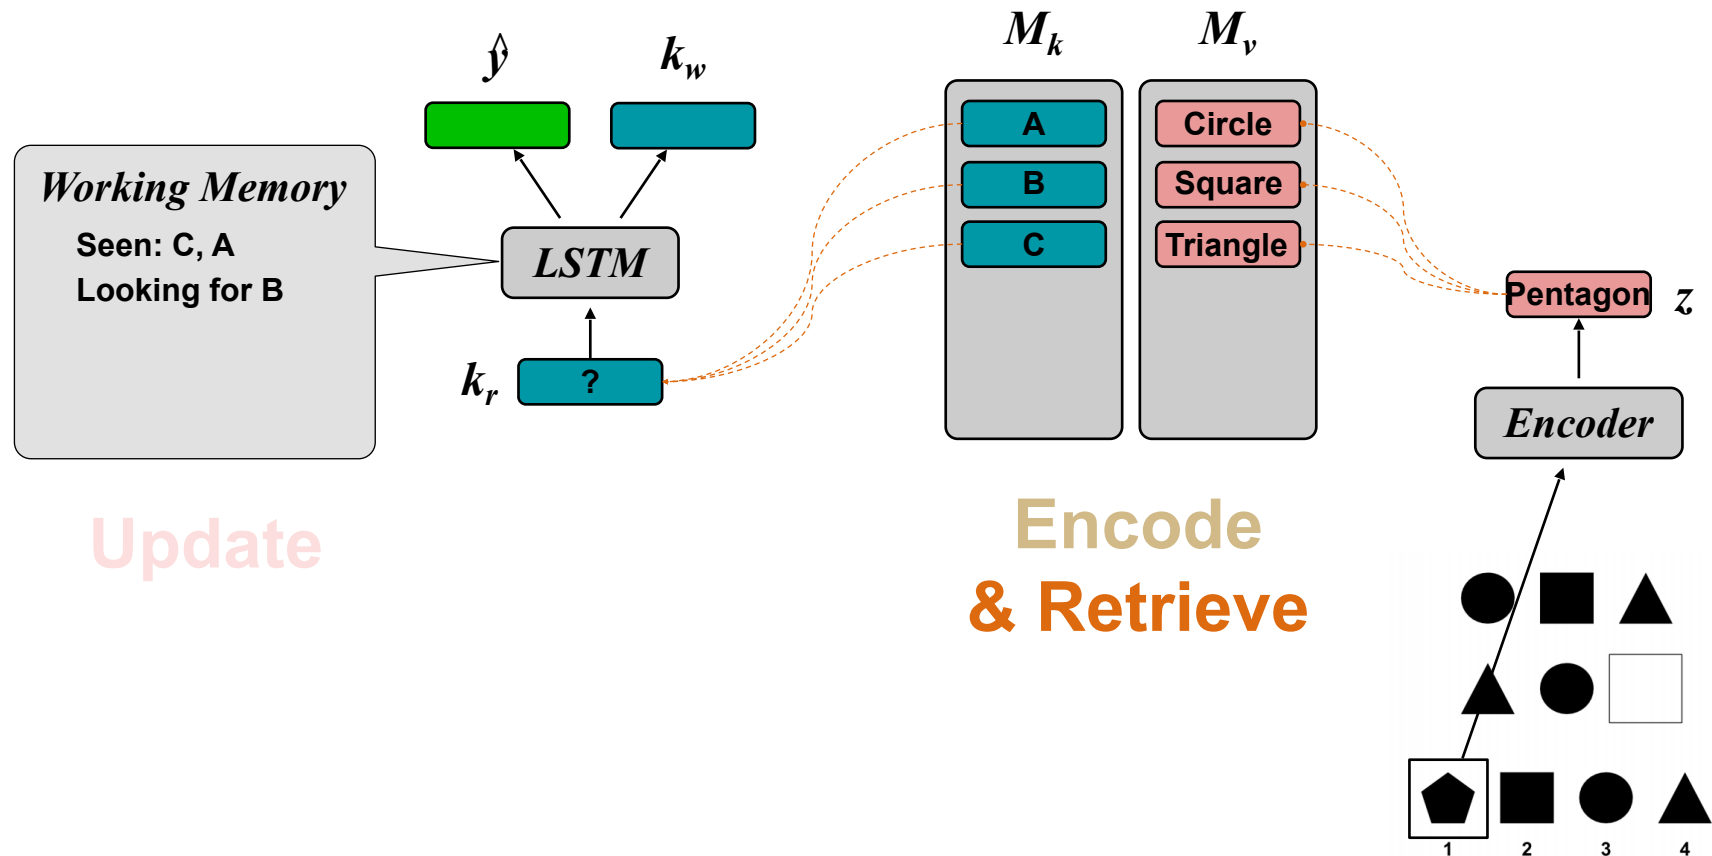 ŷ
k_w
M_k
M_v
Working Memory
Seen: C, A
Looking for B
LSTM
k_r
?
A
B
C
Circle
Square
Triangle
Pentagon
z
Encoder
Update
Encode
& Retrieve
1 2 3 4